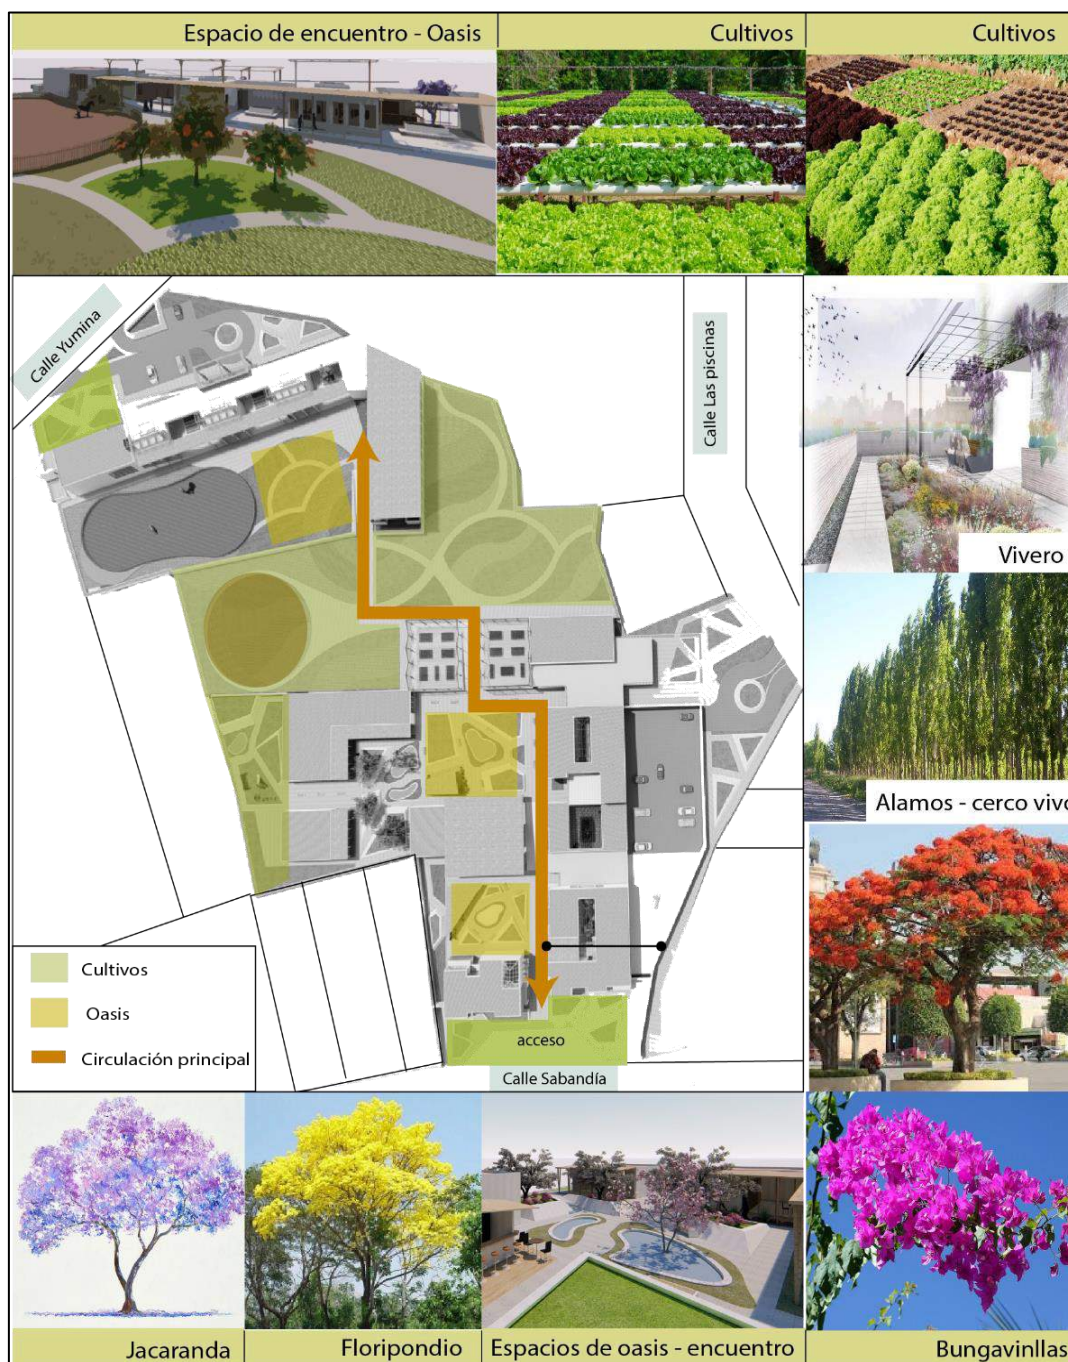 Espacio de encuentro - Oasis
Cultivos
Cultivos
Calle Yumina
Calle Las piscinas
Vivero
Alamos - cerco vivo
Cultivos
Oasis
Circulación principal
acceso
Calle Sabandía
Jacaranda
Floripondio
Espacios de oasis - encuentro
Bungavinllas